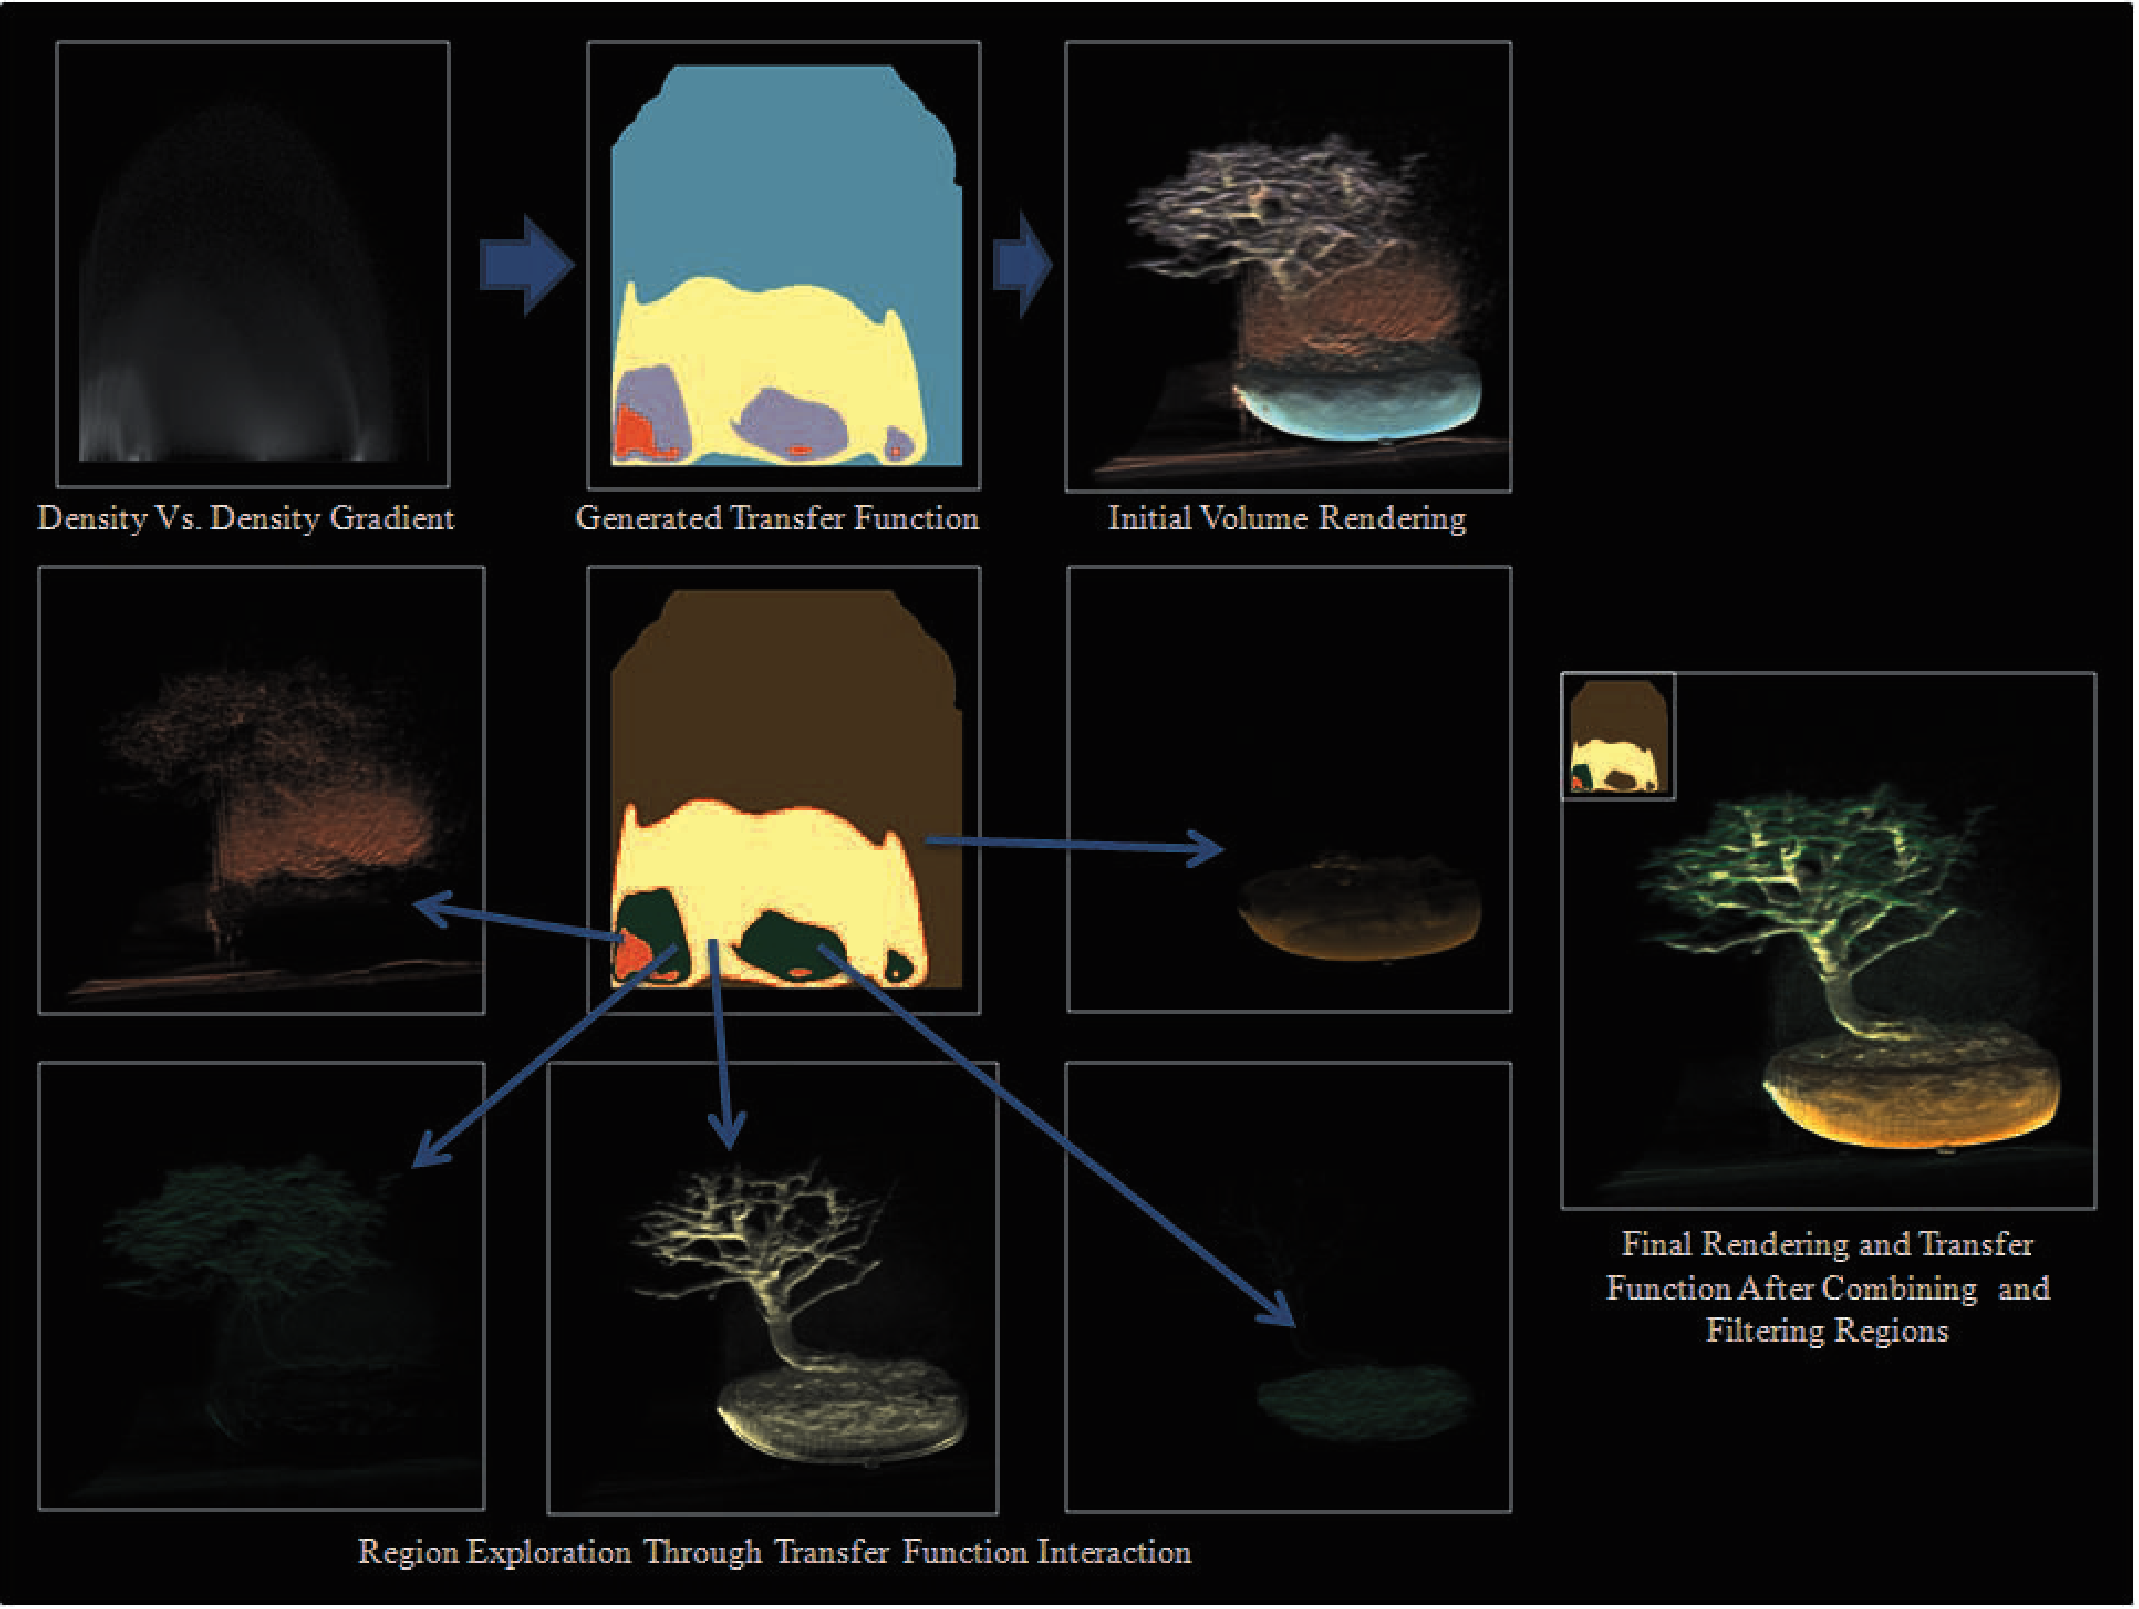 Density Vs. Density Gradient
Generated Transfer Function
Initial Volume Rendering
Final Rendering and Transfer
Function After Combining and
Filtering Regions
Region Exploration Through Transfer Function Interaction